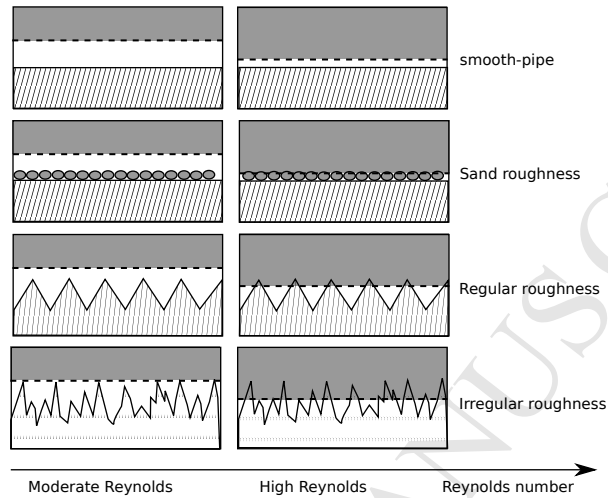 smooth-pipe
Sand roughness
Regular roughness
Irregular roughness
Moderate Reynolds High Reynolds Reynolds number